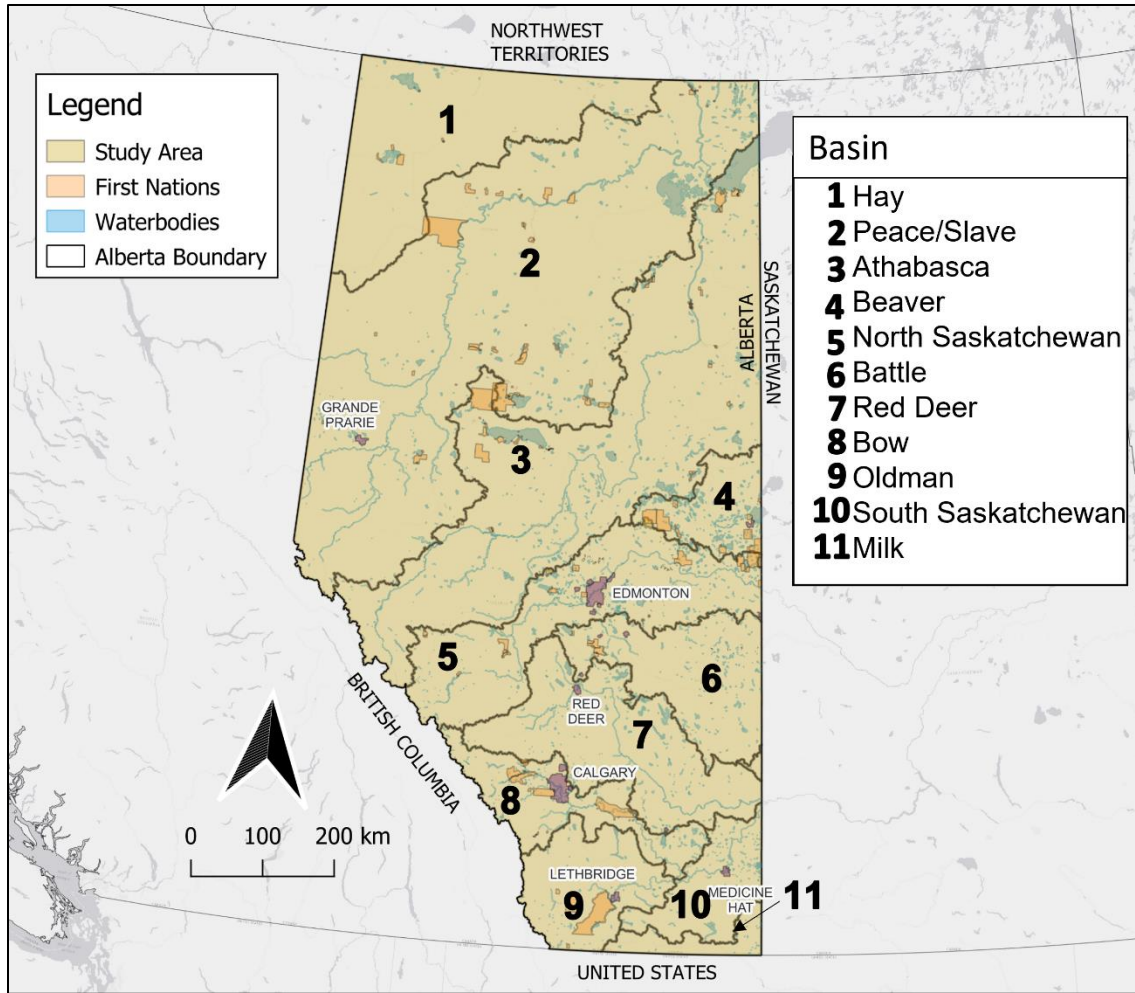 NORTHWEST
TERRITORIES
Legend
Study Area
First Nations
Waterbodies
Alberta Boundary
Basin
1 Hay
2 Peace/Slave
3 Athabasca
4 Beaver
5 North Saskatchewan
6 Battle
7 Red Deer
8 Bow
9 Oldman
10 South Saskatchewan
11 Milk
1
2
ALBERTA
SASKATCHEWAN
GRANDE
PRARIE
3
4
EDMONTON
5
6
BRITISH COLUMBIA
RED
DEER
7
CALGARY
8
0 100 200 km
LETHBRIDGE
9
10
MEDICINE
HAT
11
UNITED STATES